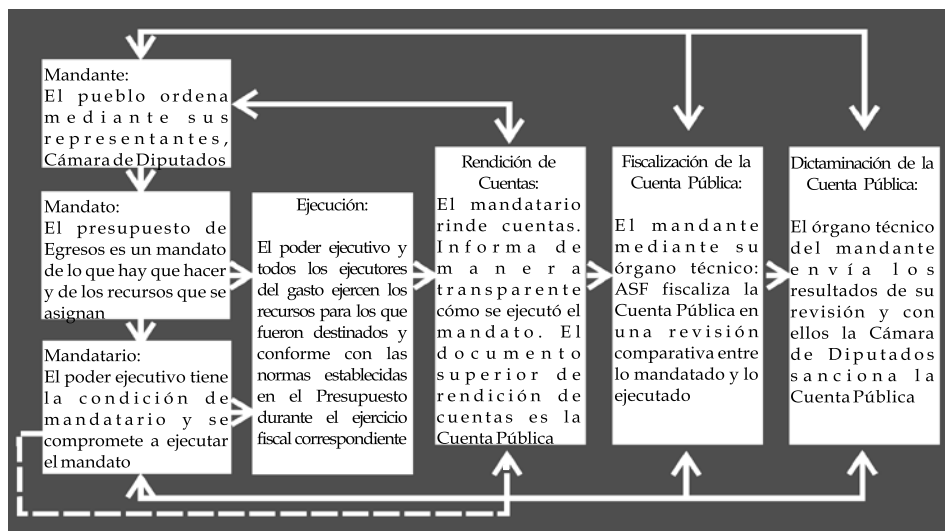 Mandante:
El pueblo ordena
mediante sus
representantes,
Cámara de Diputados
Mandato:
El presupuesto de
Egresos es un mandato
de lo que hay que hacer
y de los recursos que se
asignan
Mandatario:
El poder ejecutivo tiene
la condición de
mandatario y se
compromete a ejecutar
el mandato
Ejecución:
El poder ejecutivo y
todos los ejecutores
del gasto ejercen los
recursos para los que
fueron destinados y
conforme con las
normas establecidas
en el Presupuesto
durante el ejercicio
fiscal correspondiente
Rendición de
Cuentas:
El mandatario
rinde cuentas.
Informa de
manera
transparente
cómo se ejecutó el
mandato. El
documento
superior de
rendición de
cuentas es la
Cuenta Pública
Fiscalización de la
Cuenta Pública:
El mandante
mediante su
órgano técnico:
ASF fiscaliza la
Cuenta Pública en
una revisión
comparativa entre
lo mandatado y lo
ejecutado
Dictaminación de la
Cuenta Pública:
El órgano técnico
del mandante
envía los
resultados de su
revisión y con
ellos la Cámara
de Diputados
sanciona la
Cuenta Pública